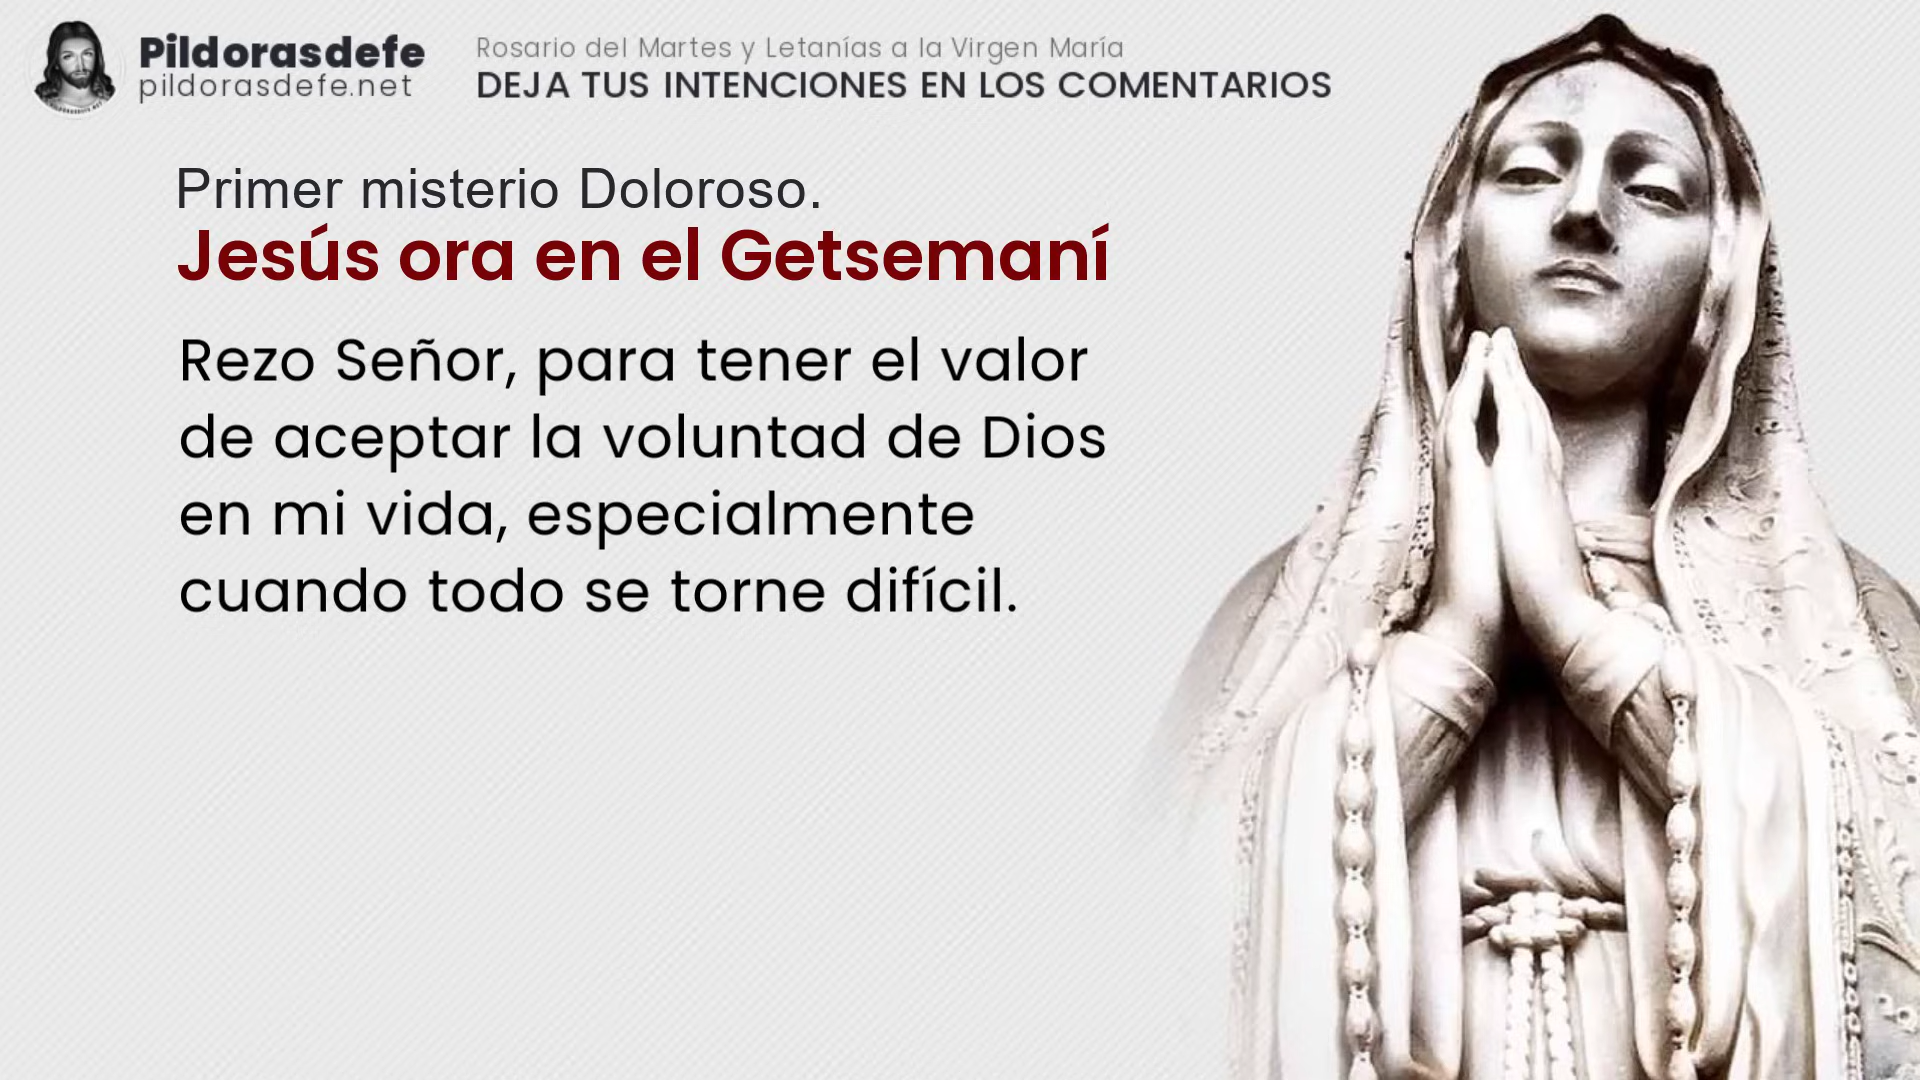 Pildorasdefe
pildorasdefe.net
Rosario del Martes y Letanías a la Virgen María
DEJA TUS INTENCIONES EN LOS COMENTARIOS
Primer misterio Doloroso.
Jesús ora en el Getsemaní
Rezo Señor, para tener el valor
de aceptar la voluntad de Dios
en mi vida, especialmente
cuando todo se torne difícil.